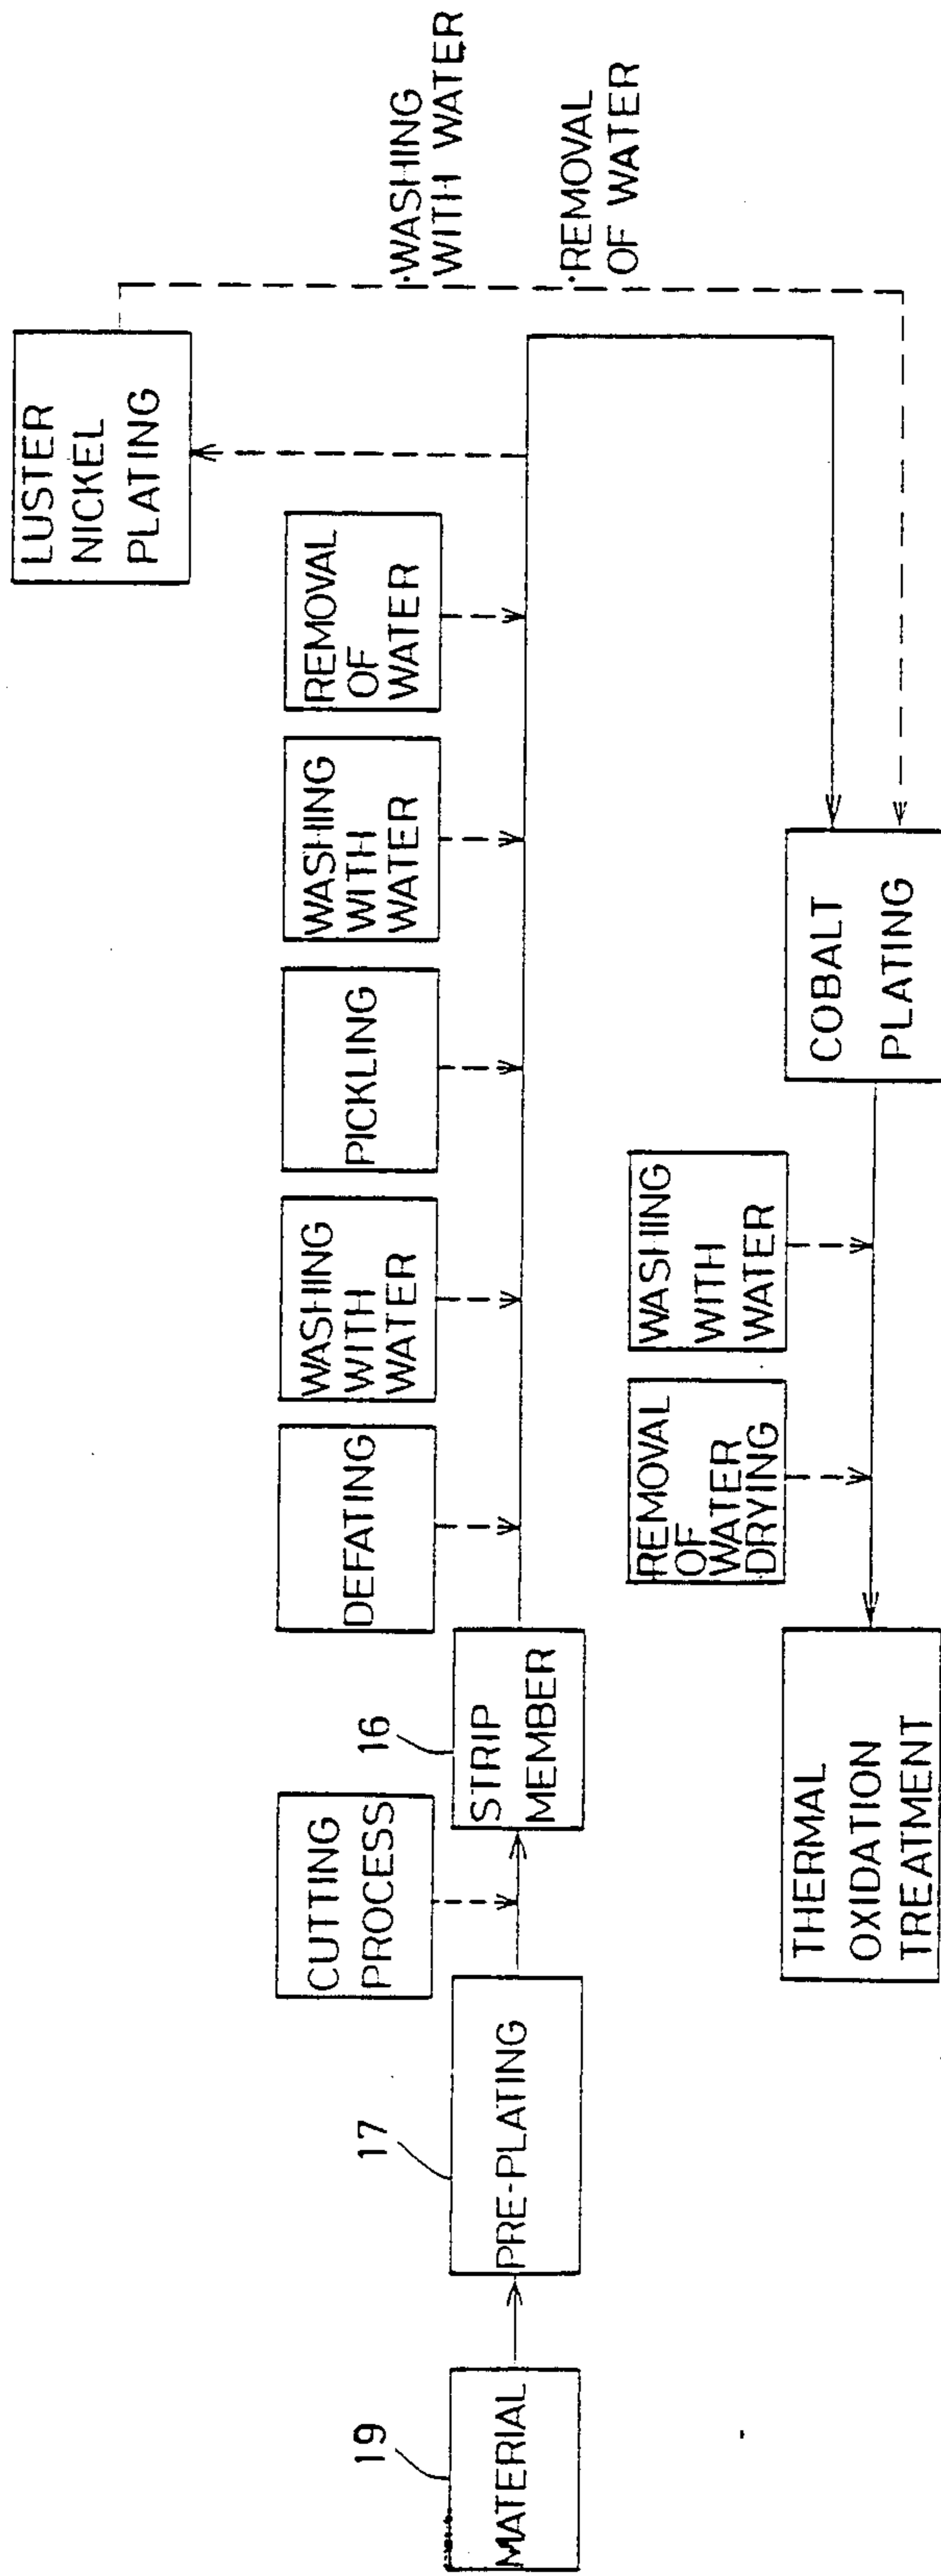 19
MATERIAL
17
PRE-PLATING
CUTTING
PROCESS
16
STRIP
MEMBER
DEFATING
WASHING
WITH
WATER
PICKLING
WASHING
WITH
WATER
REMOVAL
OF
WATER
LUSTER
NICKEL
PLATING
·WASHING
WITH WATER
·REMOVAL
OF WATER
COBALT
PLATING
WASHING
WITH
WATER
REMOVAL
OF
WATER
DRYING
THERMAL
OXIDATION
TREATMENT